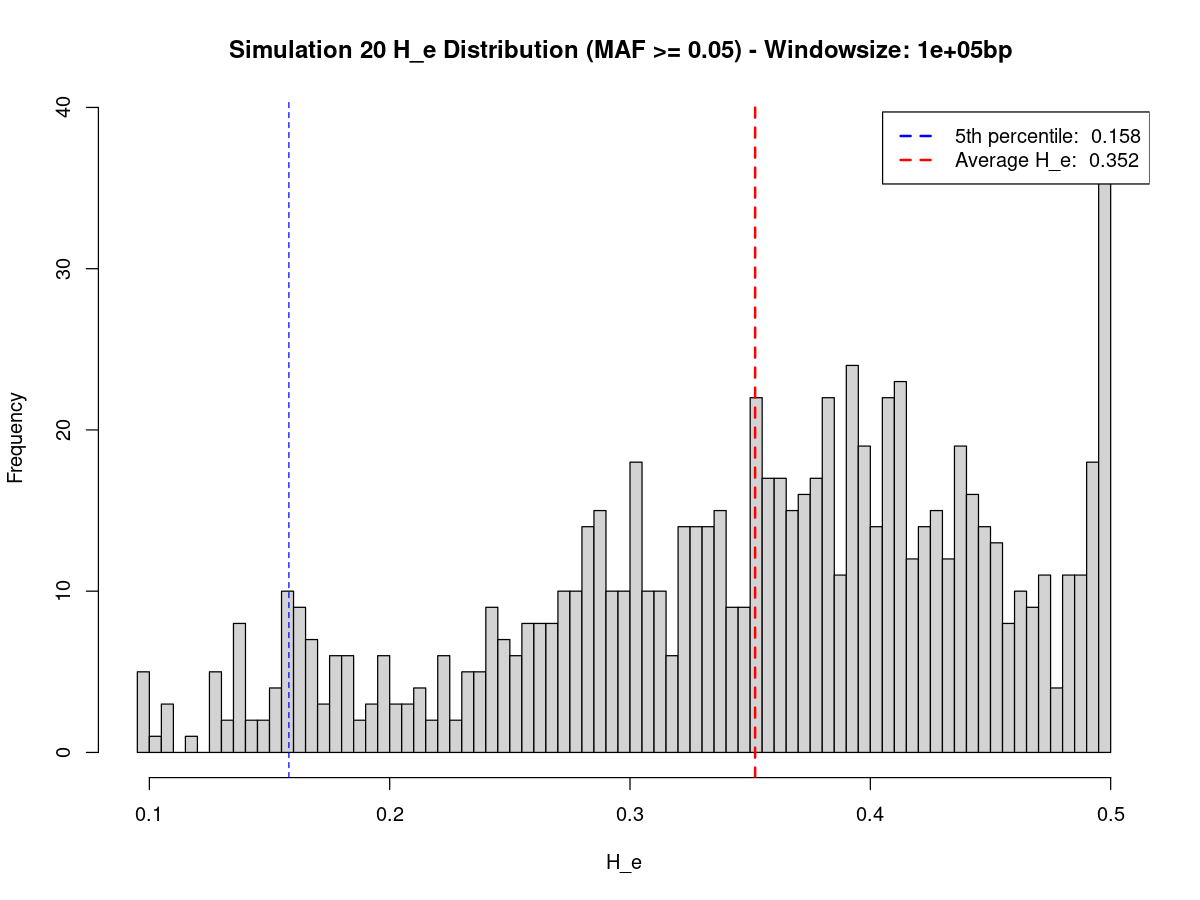 Simulation 20 H_e Distribution (MAF >= 0.05) - Windowsize: 1e+05bp
5th percentile:  0.158
Average H_e:  0.352
Frequency
40
30
20
10
0
0.1 0.2 0.3 0.4 0.5
H_e